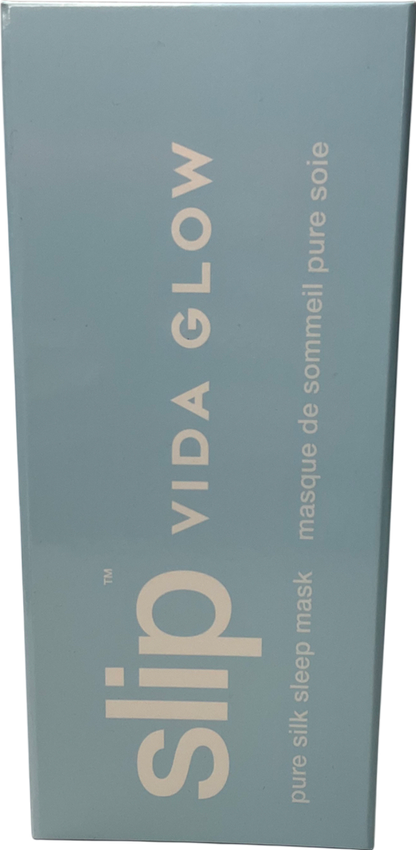 slip™ VIDA GLOW
pure silk sleep mask masque de sommeil pure soie